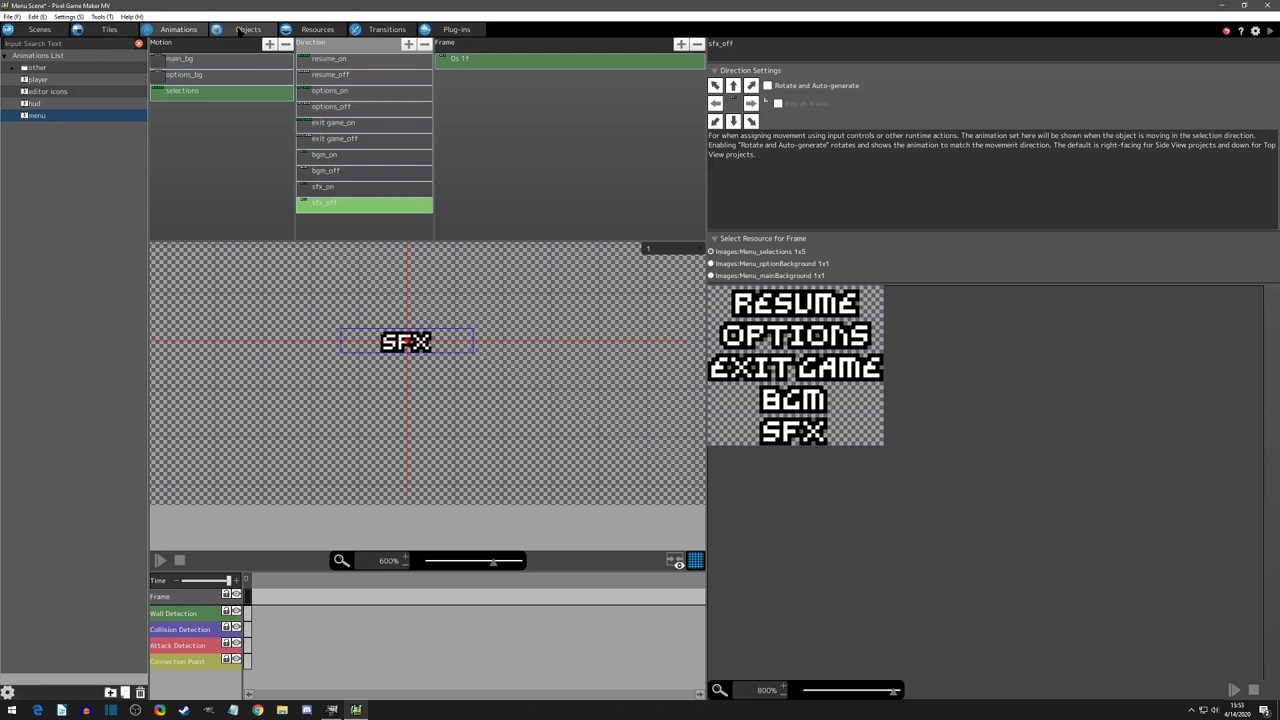 Menu Scene* - Pixel Game Maker MV
File (F) Edit (E) Settings (S) Tools (T) Help (H)
Scenes Tiles Animations Objects Resources Transitions Plug-ins
Input Search Text
Animations List
other
player
editor icons
hud
menu
Motion
main_bg
options_bg
selections
Direction
resume_on
resume_off
options_on
options_off
exit game_on
exit game_off
bgm_on
bgm_off
sfx_on
sfx_off
Frame
0s 1f
sfx_off
Direction Settings
Rotate and Auto-generate
Flip on Y axis
For when assigning movement using input controls or other runtime actions. The animation set here will be shown when the object is moving in the selection direction.
Enabling "Rotate and Auto-generate" rotates and shows the animation to match the movement direction. The default is right-facing for Side View projects and down for Top
View projects.
Select Resource for Frame
Images:Menu_selections 1x5
Images:Menu_optionBackground 1x1
Images:Menu_mainBackground 1x1
RESUME
OPTIONS
EXIT GAME
BGM
SFX
1
SFX
600%
Time 0
Frame
Wall Detection
Collision Detection
Attack Detection
Connection Point
800%
15:53
4/14/2020